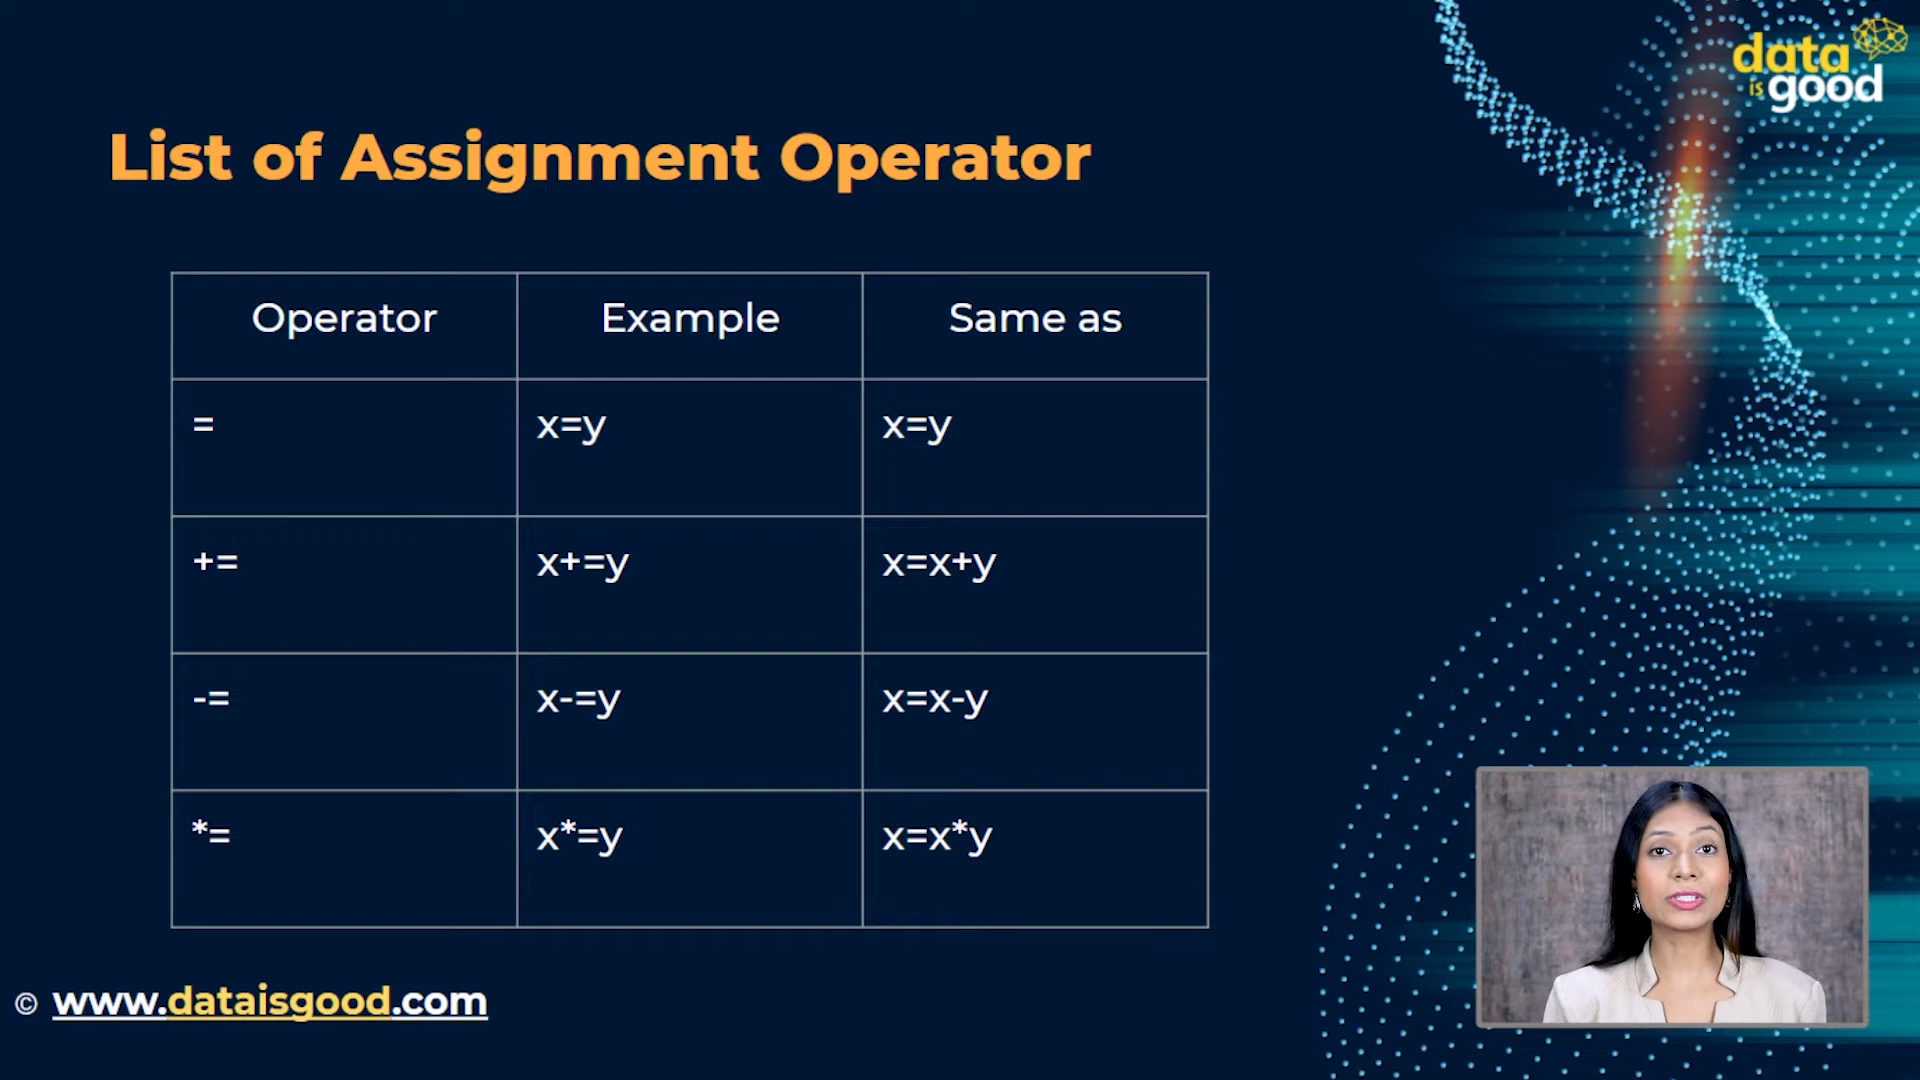 data
is good
List of Assignment Operator
Operator Example Same as
= x=y x=y
+= x+=y x=x+y
-= x-=y x=x-y
*= x*=y x=x*y
© www.dataisgood.com